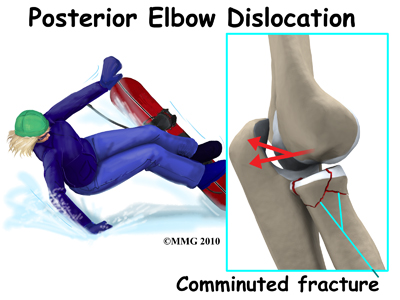 Posterior Elbow Dislocation
©MMG 2010
Comminuted fracture